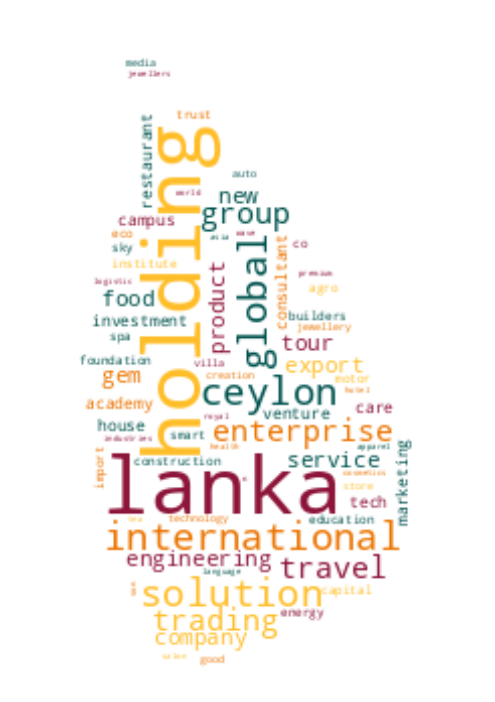 media
jewellers
trust
restaurant
holding
auto
world
new
campus
group
eco
asia
wave
co
sky
global
consultant
institute
product
premium
logistic
agro
food
builders
investment
jewellery
spa
tour
foundation
villa
export
gem
creation
motor
ceylon
hotel
academy
care
royal
venture
house
smart
enterprise
industries
health
apparel
marketing
import
construction
service
cosmetics
lanka
store
tech
tea
technology
education
international
engineering
travel
language
solution
capital
trading
energy
company
salon
good